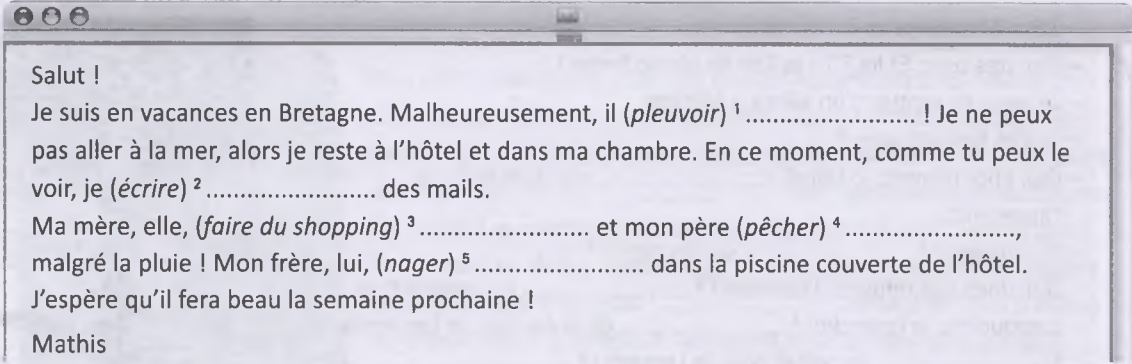 Salut !
Je suis en vacances en Bretagne. Malheureusement, il (pleuvoir) ¹ ........................ ! Je ne peux
pas aller à la mer, alors je reste à l'hôtel et dans ma chambre. En ce moment, comme tu peux le
voir, je (écrire) ² ........................ des mails.
Ma mère, elle, (faire du shopping) ³ ........................ et mon père (pêcher) ⁴ ........................,
malgré la pluie ! Mon frère, lui, (nager) ⁵ ........................ dans la piscine couverte de l'hôtel.
J'espère qu'il fera beau la semaine prochaine !
Mathis